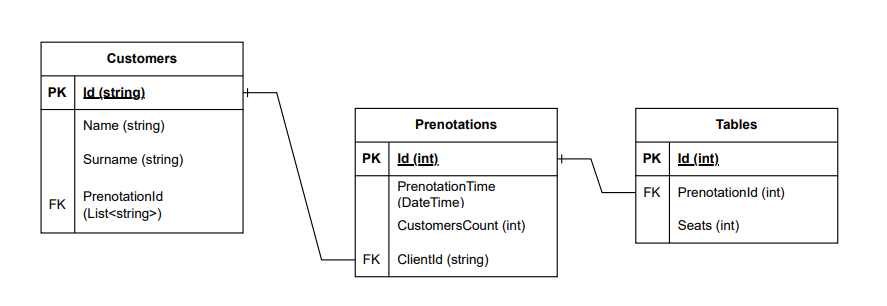 Customers
PK Id (string)
Name (string)
Surname (string)
FK PrenotationId
(List<string>)
Prenotations
PK Id (int)
PrenotationTime
(DateTime)
CustomersCount (int)
FK ClientId (string)
Tables
PK Id (int)
FK PrenotationId (int)
Seats (int)